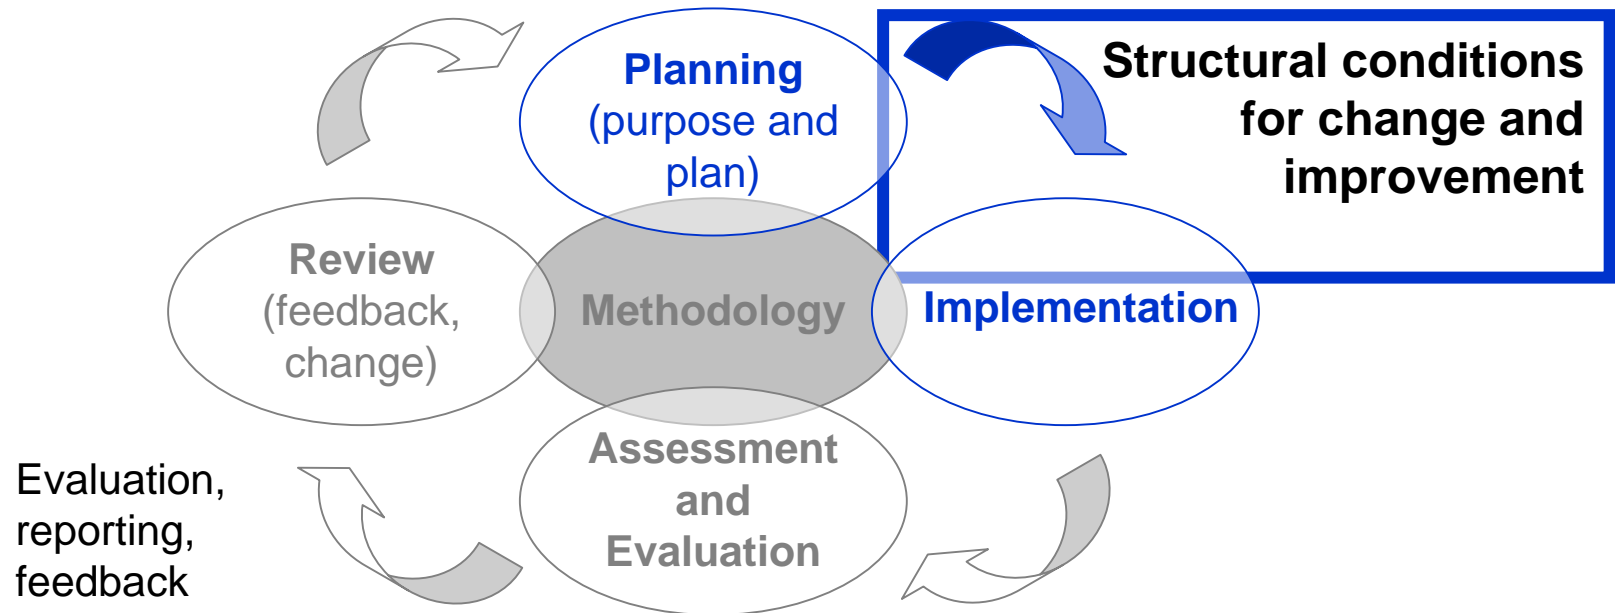 Planning
(purpose and
plan)
Structural conditions
for change and
improvement
Review
(feedback,
change)
Methodology
Implementation
Assessment
and
Evaluation
Evaluation,
reporting,
feedback